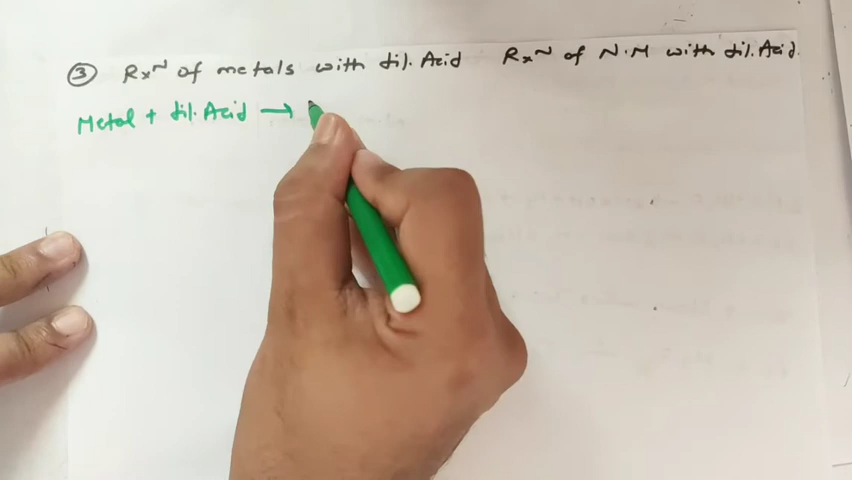 ③ Rxᴺ of metals with dil. Acid Rxᴺ of N.M with dil. Acid.
Metal + dil. Acid →